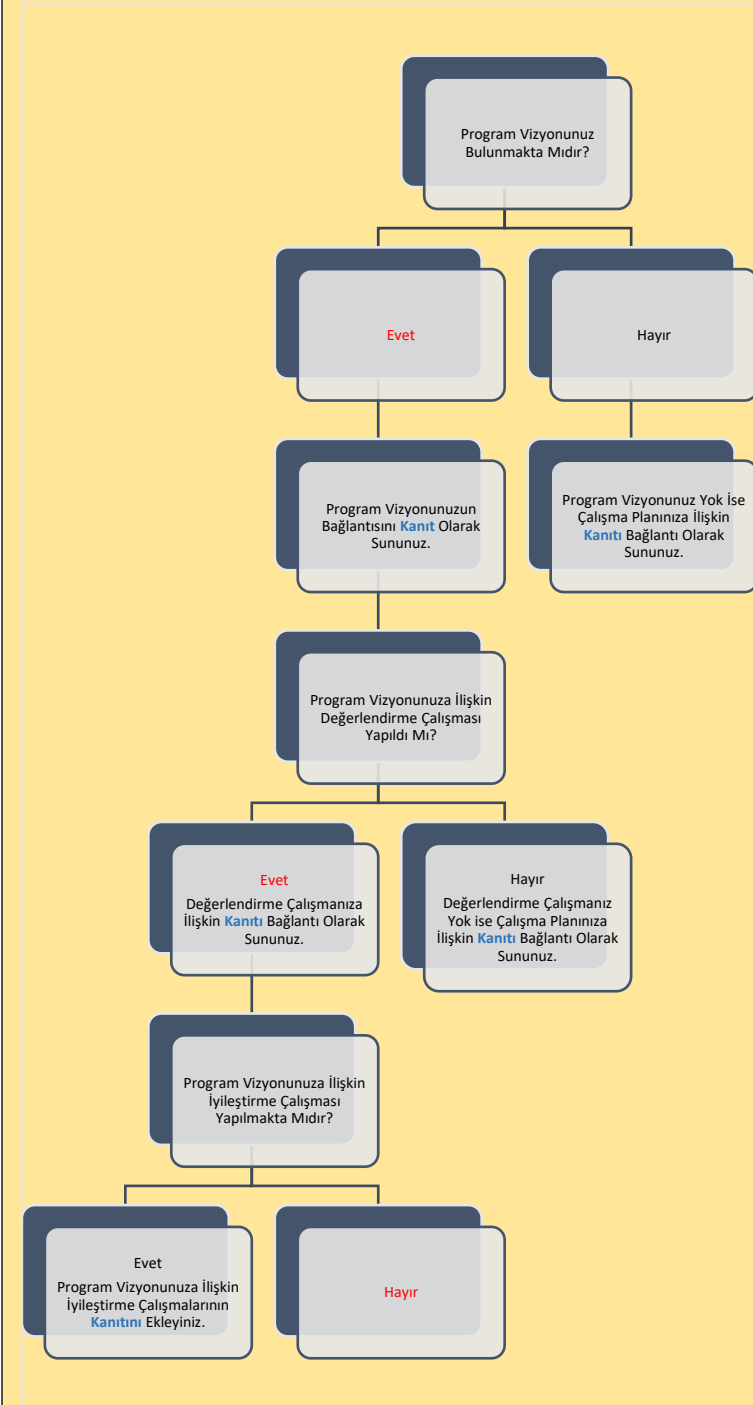 Program Vizyonunuz
Bulunmakta Mıdır?
Evet
Hayır
Program Vizyonunuzun
Bağlantısını Kanıt Olarak
Sununuz.
Program Vizyonunuz Yok İse
Çalışma Planınıza İlişkin
Kanıtı Bağlantı Olarak
Sununuz.
Program Vizyonunuza İlişkin
Değerlendirme Çalışması
Yapıldı Mı?
Evet
Değerlendirme Çalışmanıza
İlişkin Kanıtı Bağlantı Olarak
Sununuz.
Hayır
Değerlendirme Çalışmanız
Yok ise Çalışma Planınıza
İlişkin Kanıtı Bağlantı Olarak
Sununuz.
Program Vizyonunuza İlişkin
İyileştirme Çalışması
Yapılmakta Mıdır?
Evet
Program Vizyonunuza İlişkin
İyileştirme Çalışmalarının
Kanıtını Ekleyiniz.
Hayır